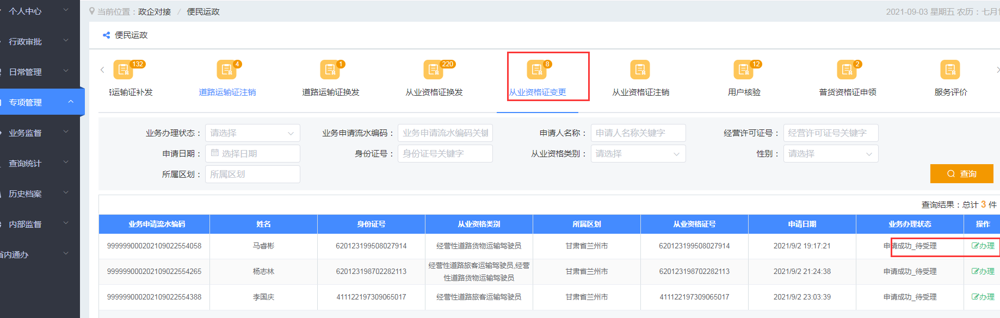 个人中心
行政审批
日常管理
专项管理
业务监督
查询统计
历史档案
内部监督
省内通办
当前位置：政企对接 / 便民运政
2021-09-03 星期五 农历：七月
便民运政
132
4
1
220
8
12
2
运输证补发
道路运输证注销
道路运输证换发
从业资格证换发
从业资格证变更
从业资格证注销
用户核验
普货资格证申领
服务评价
业务办理状态： 请选择 业务申请流水编码： 业务申请流水编码关键 申请人名称： 申请人名称关键字 经营许可证号： 经营许可证号关键字
申请日期： 选择日期 身份证号： 身份证号关键字 从业资格类别： 请选择 性别： 请选择
所属区划： 所属区划
查询
查询结果：总计 3 件
业务申请流水编码 姓名 身份证号 从业资格类别 所属区划 从业资格证号 申请日期 业务办理状态 操作
999999000202109022554058 马睿彬 620123199508027914 经营性道路货物运输驾驶员 甘肃省兰州市 620123199508027914 2021/9/2 19:17:21 申请成功_待受理 办理
999999000202109022554265 杨志林 620123198702282113 经营性道路旅客运输驾驶员,经营性道路货物运输驾驶员 甘肃省兰州市 620123198702282113 2021/9/2 21:24:38 申请成功_待受理 办理
999999000202109022554388 李国庆 411122197309065017 经营性道路旅客运输驾驶员 甘肃省兰州市 411122197309065017 2021/9/2 23:03:39 申请成功_待受理 办理